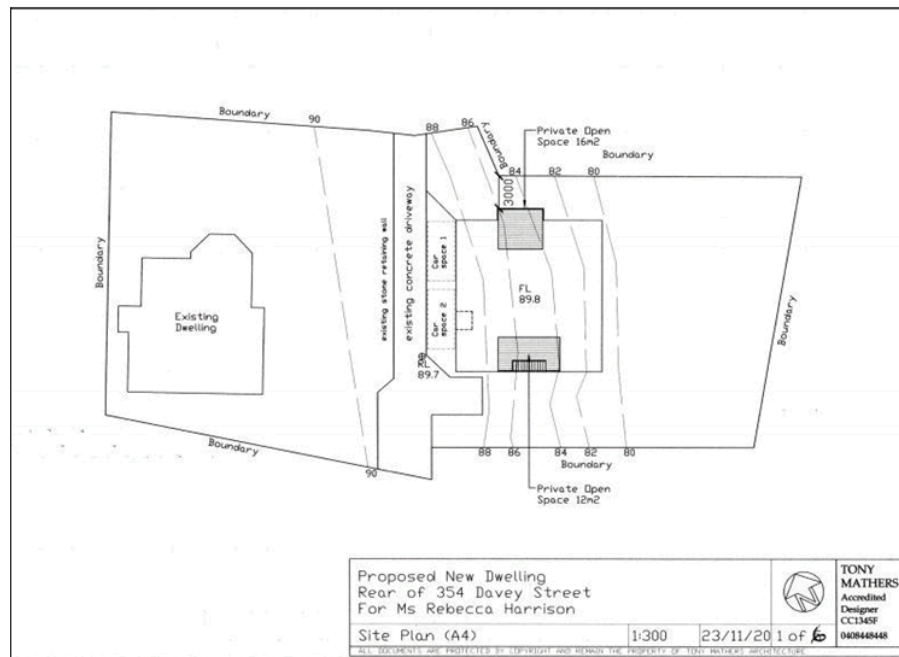 Boundary
90
88
86
Boundary
Private Open
Space 16m2
Boundary
84
82
80
3000
Boundary
existing stone retaining wall
existing concrete driveway
Car
space 1
Car
space 2
Existing
Dwelling
FL
89.8
RL
89.7
Boundary
Boundary
90
88
86
84
82
80
Boundary
Private Open
Space 12m2
Proposed New Dwelling
Rear of 354 Davey Street
For Ms Rebecca Harrison
Site Plan (A4)
1:300
23/11/20
1 of 6
N
TONY
MATHERS
Accredited
Designer
CC1345F
0408448448
ALL DOCUMENTS ARE PROTECTED BY COPYRIGHT AND REMAIN THE PROPERTY OF TONY MATHERS ARCHITECTURE